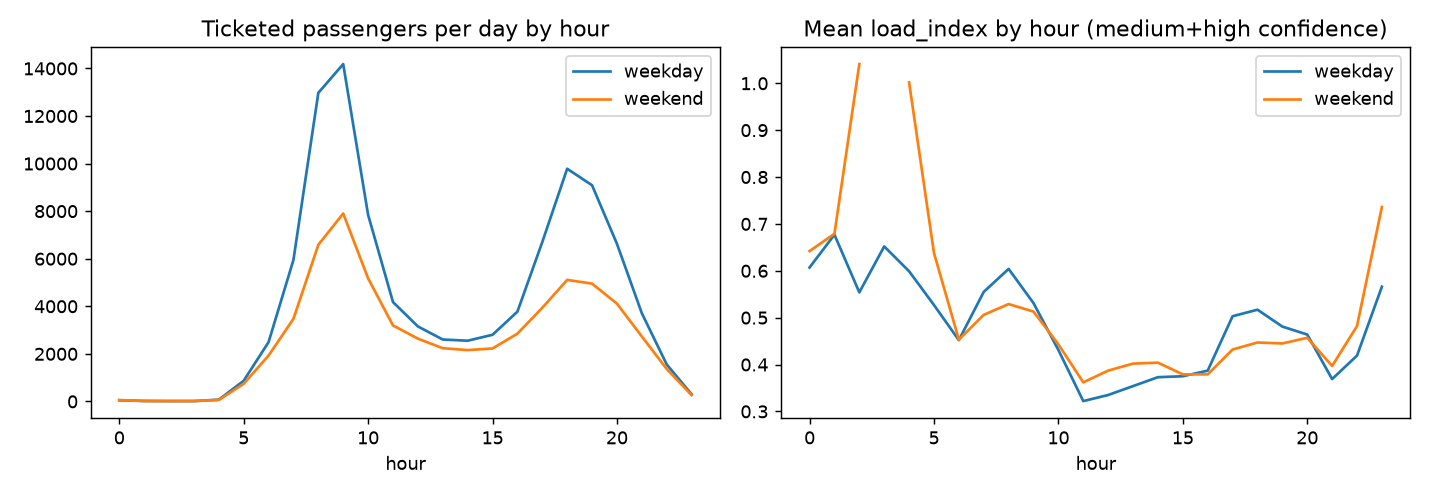 Ticketed passengers per day by hour
14000
12000
10000
8000
6000
4000
2000
0
0 5 10 15 20
hour
weekday
weekend
Mean load_index by hour (medium+high confidence)
1.0
0.9
0.8
0.7
0.6
0.5
0.4
0.3
0 5 10 15 20
hour
weekday
weekend